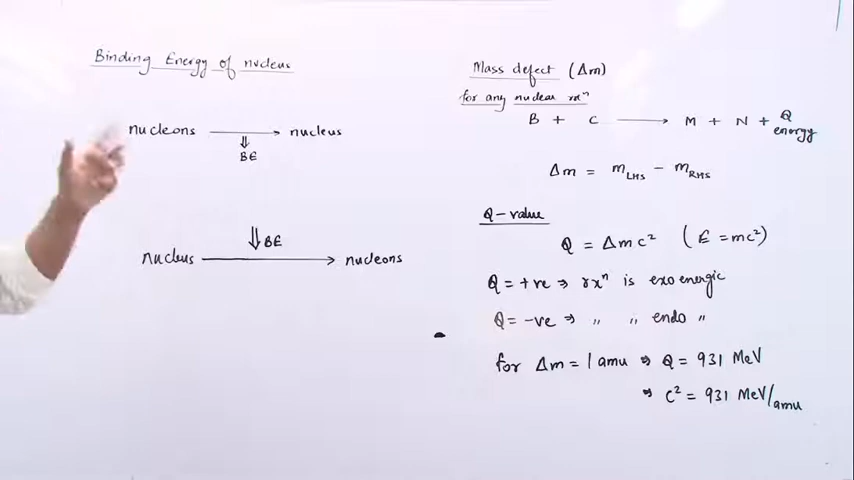 Binding Energy of nucleus
nucleons ⟶ nucleus
⇓
BE
⇓ BE
nucleus ⟶ nucleons
Mass defect (Δm)
for any nuclear rxⁿ
B + C ⟶ M + N + Q
energy
Δm = m_LHS − m_RHS
Q-value
Q = Δmc² (E = mc²)
Q = +ve ⇒ rxⁿ is exoenergic
Q = −ve ⇒ " " endo "
for Δm = 1 amu ⇒ Q = 931 MeV
⇒ C² = 931 MeV/amu